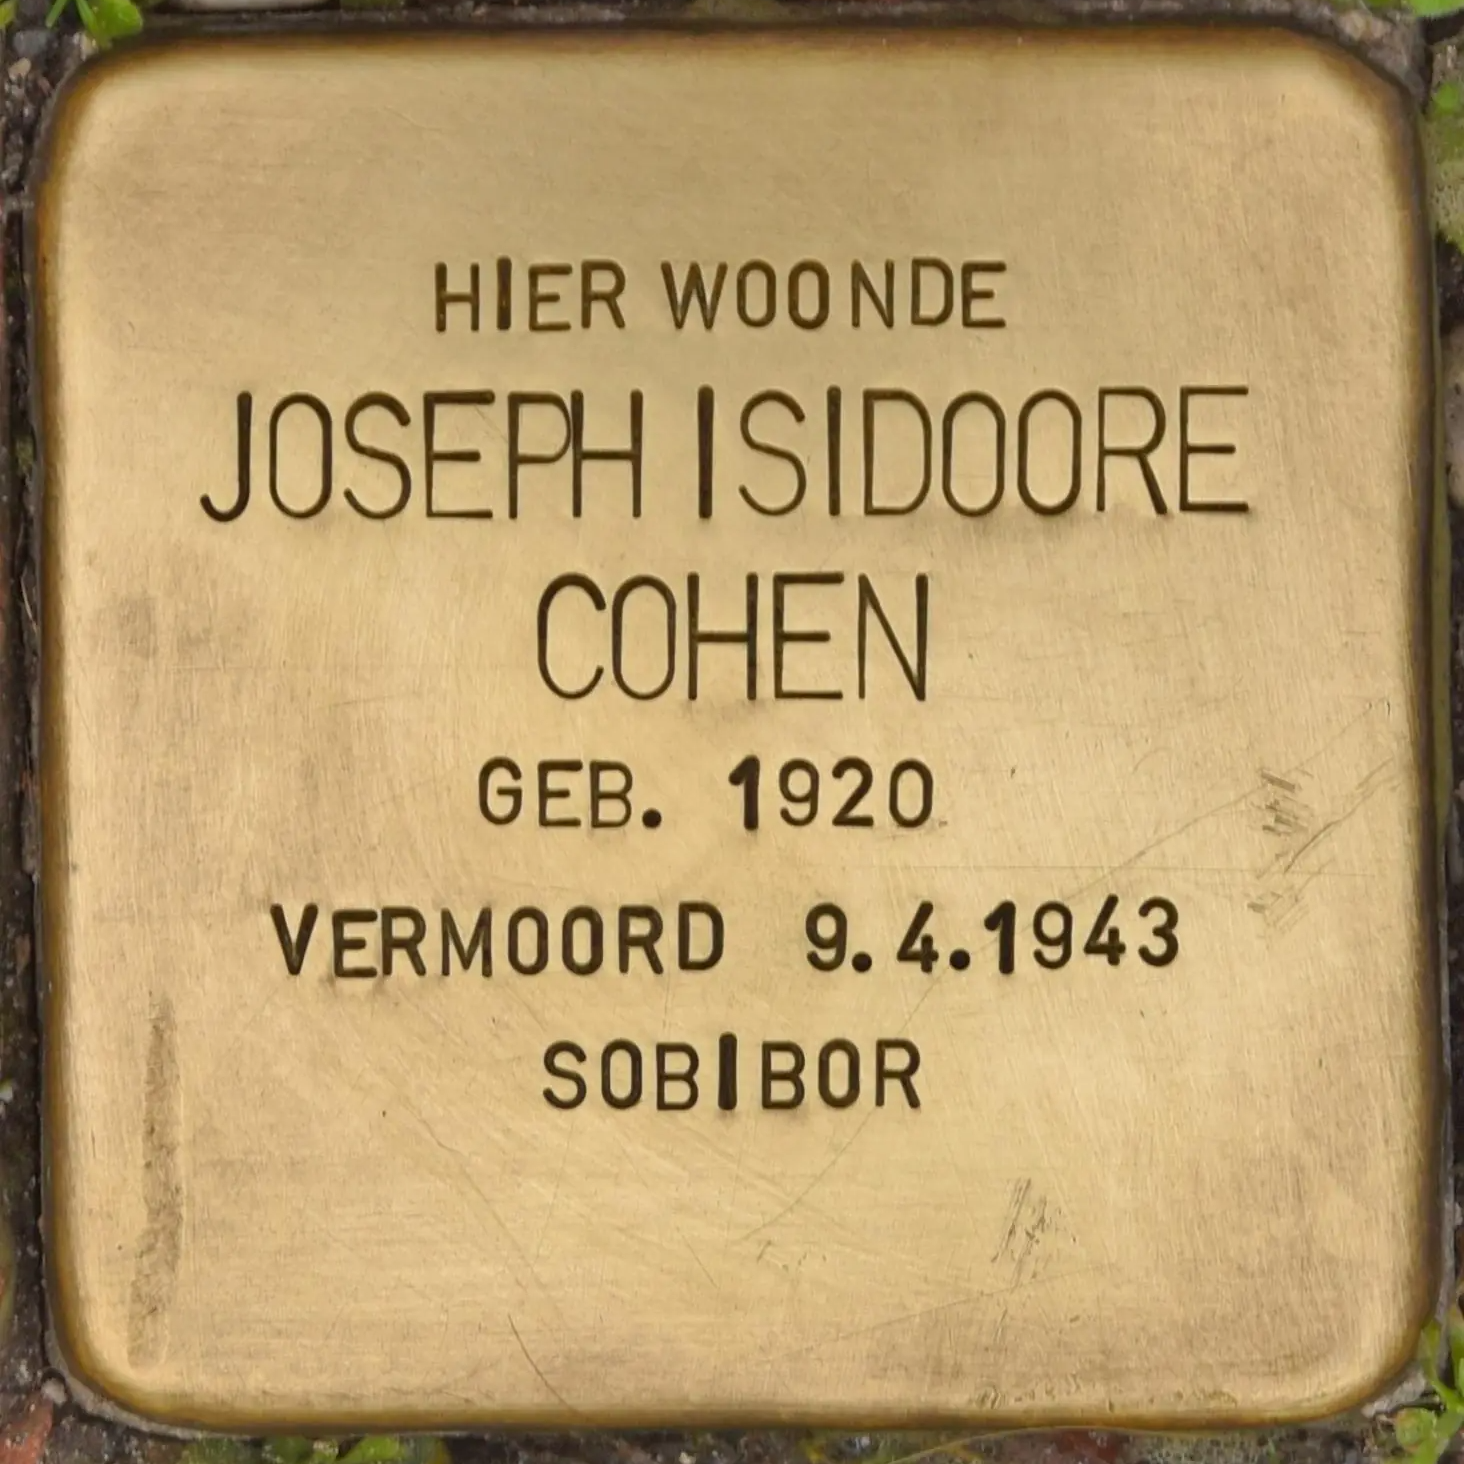 HIER WOONDE
JOSEPH ISIDOORE
COHEN
GEB. 1920
VERMOORD 9.4.1943
SOBIBOR